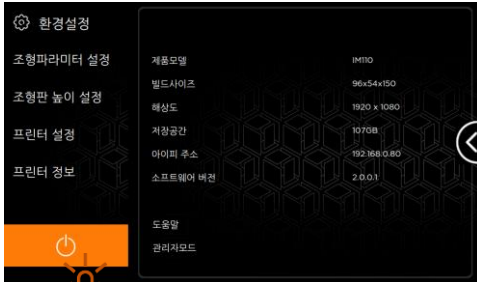 환경설정
조형파라미터 설정
조형판 높이 설정
프린터 설정
프린터 정보
제품모델 IM110
빌드사이즈 96x54x150
해상도 1920 x 1080
저장공간 107GB
아이피 주소 192.168.0.80
소프트웨어 버전 2.0.0.1
도움말
관리자모드